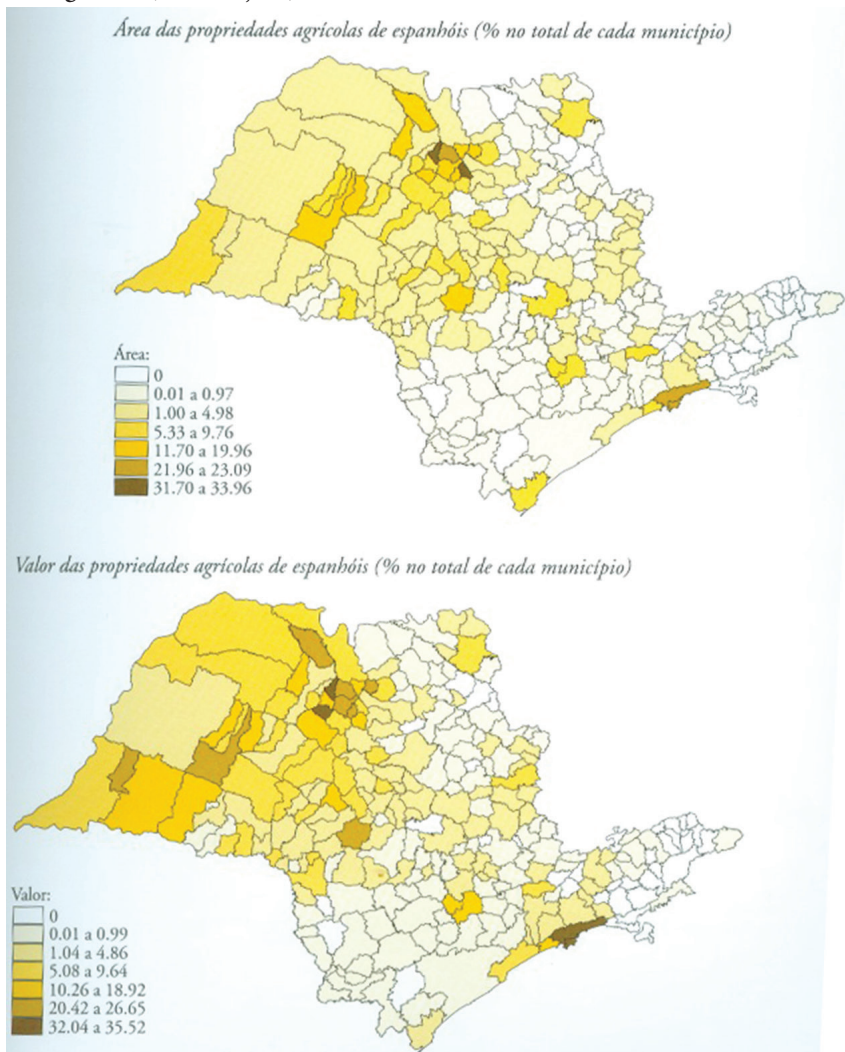 Área das propriedades agrícolas de espanhóis (% no total de cada município)
Área:
0
0.01 a 0.97
1.00 a 4.98
5.33 a 9.76
11.70 a 19.96
21.96 a 23.09
31.70 a 33.96
Valor das propriedades agrícolas de espanhóis (% no total de cada município)
Valor:
0
0.01 a 0.99
1.04 a 4.86
5.08 a 9.64
10.26 a 18.92
20.42 a 26.65
32.04 a 35.52